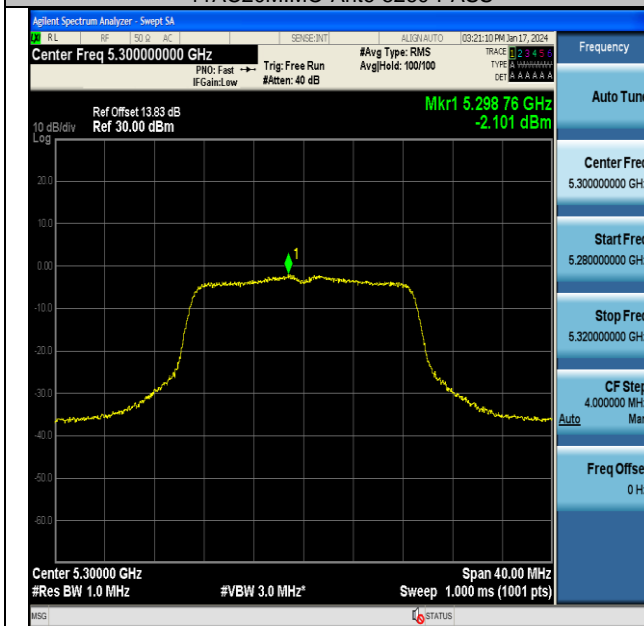 Agilent Spectrum Analyzer - Swept SA
RL RF 50 Ω AC SENSE:INT ALIGN AUTO 03:21:10 PM Jan 17, 2024
Center Freq 5.300000000 GHz
PNO: Fast Trig: Free Run
IFGain:Low #Atten: 40 dB
#Avg Type: RMS
Avg|Hold: 100/100
TRACE 1 2 3 4 5 6
TYPE A
DET A A A A A A
Frequency
Ref Offset 13.83 dB
10 dB/div Ref 30.00 dBm
Log
Mkr1 5.298 76 GHz
-2.101 dBm
20.0
10.0
0.00
-10.0
-20.0
-30.0
-40.0
-50.0
-60.0
1
Auto Tune
Center Freq
5.300000000 GH
Start Freq
5.280000000 GH
Stop Freq
5.320000000 GH
CF Step
4.000000 MH
Auto Man
Freq Offse
0 H
Center 5.30000 GHz Span 40.00 MHz
#Res BW 1.0 MHz #VBW 3.0 MHz* Sweep 1.000 ms (1001 pts)
MSG STATUS